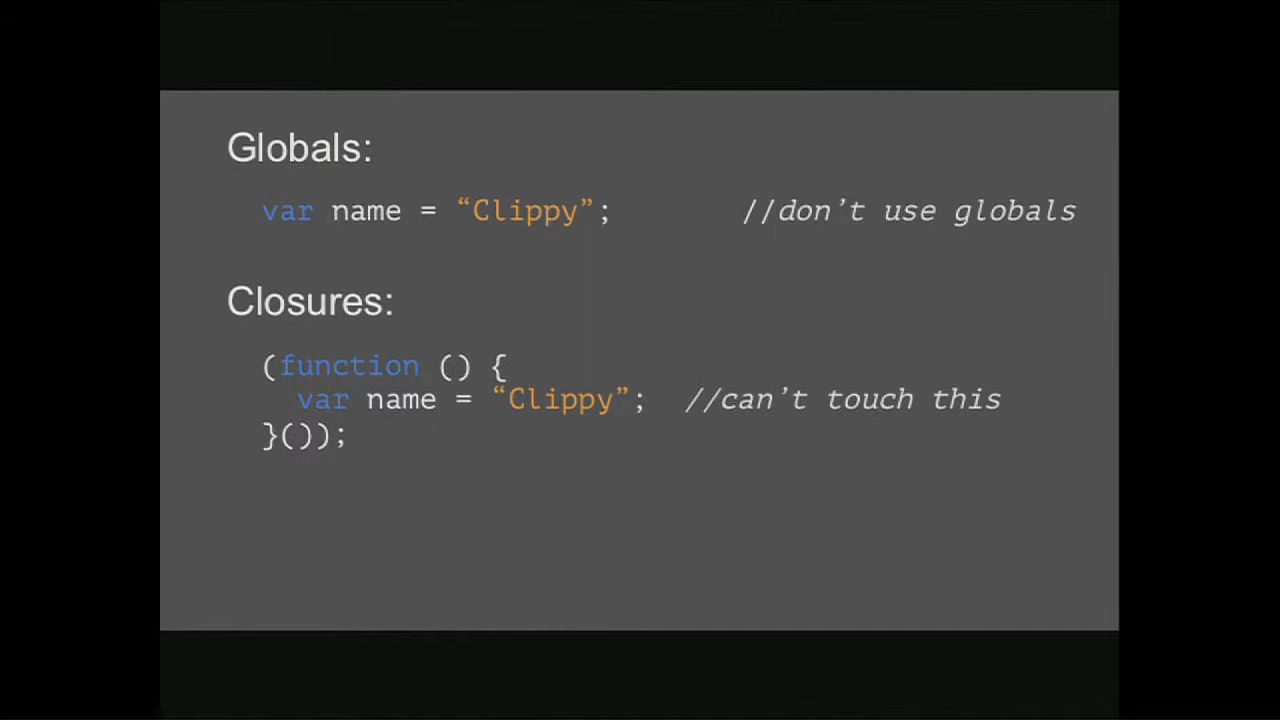 Globals:
var name = “Clippy”; //don’t use globals
Closures:
(function () {
var name = “Clippy”; //can’t touch this
}());